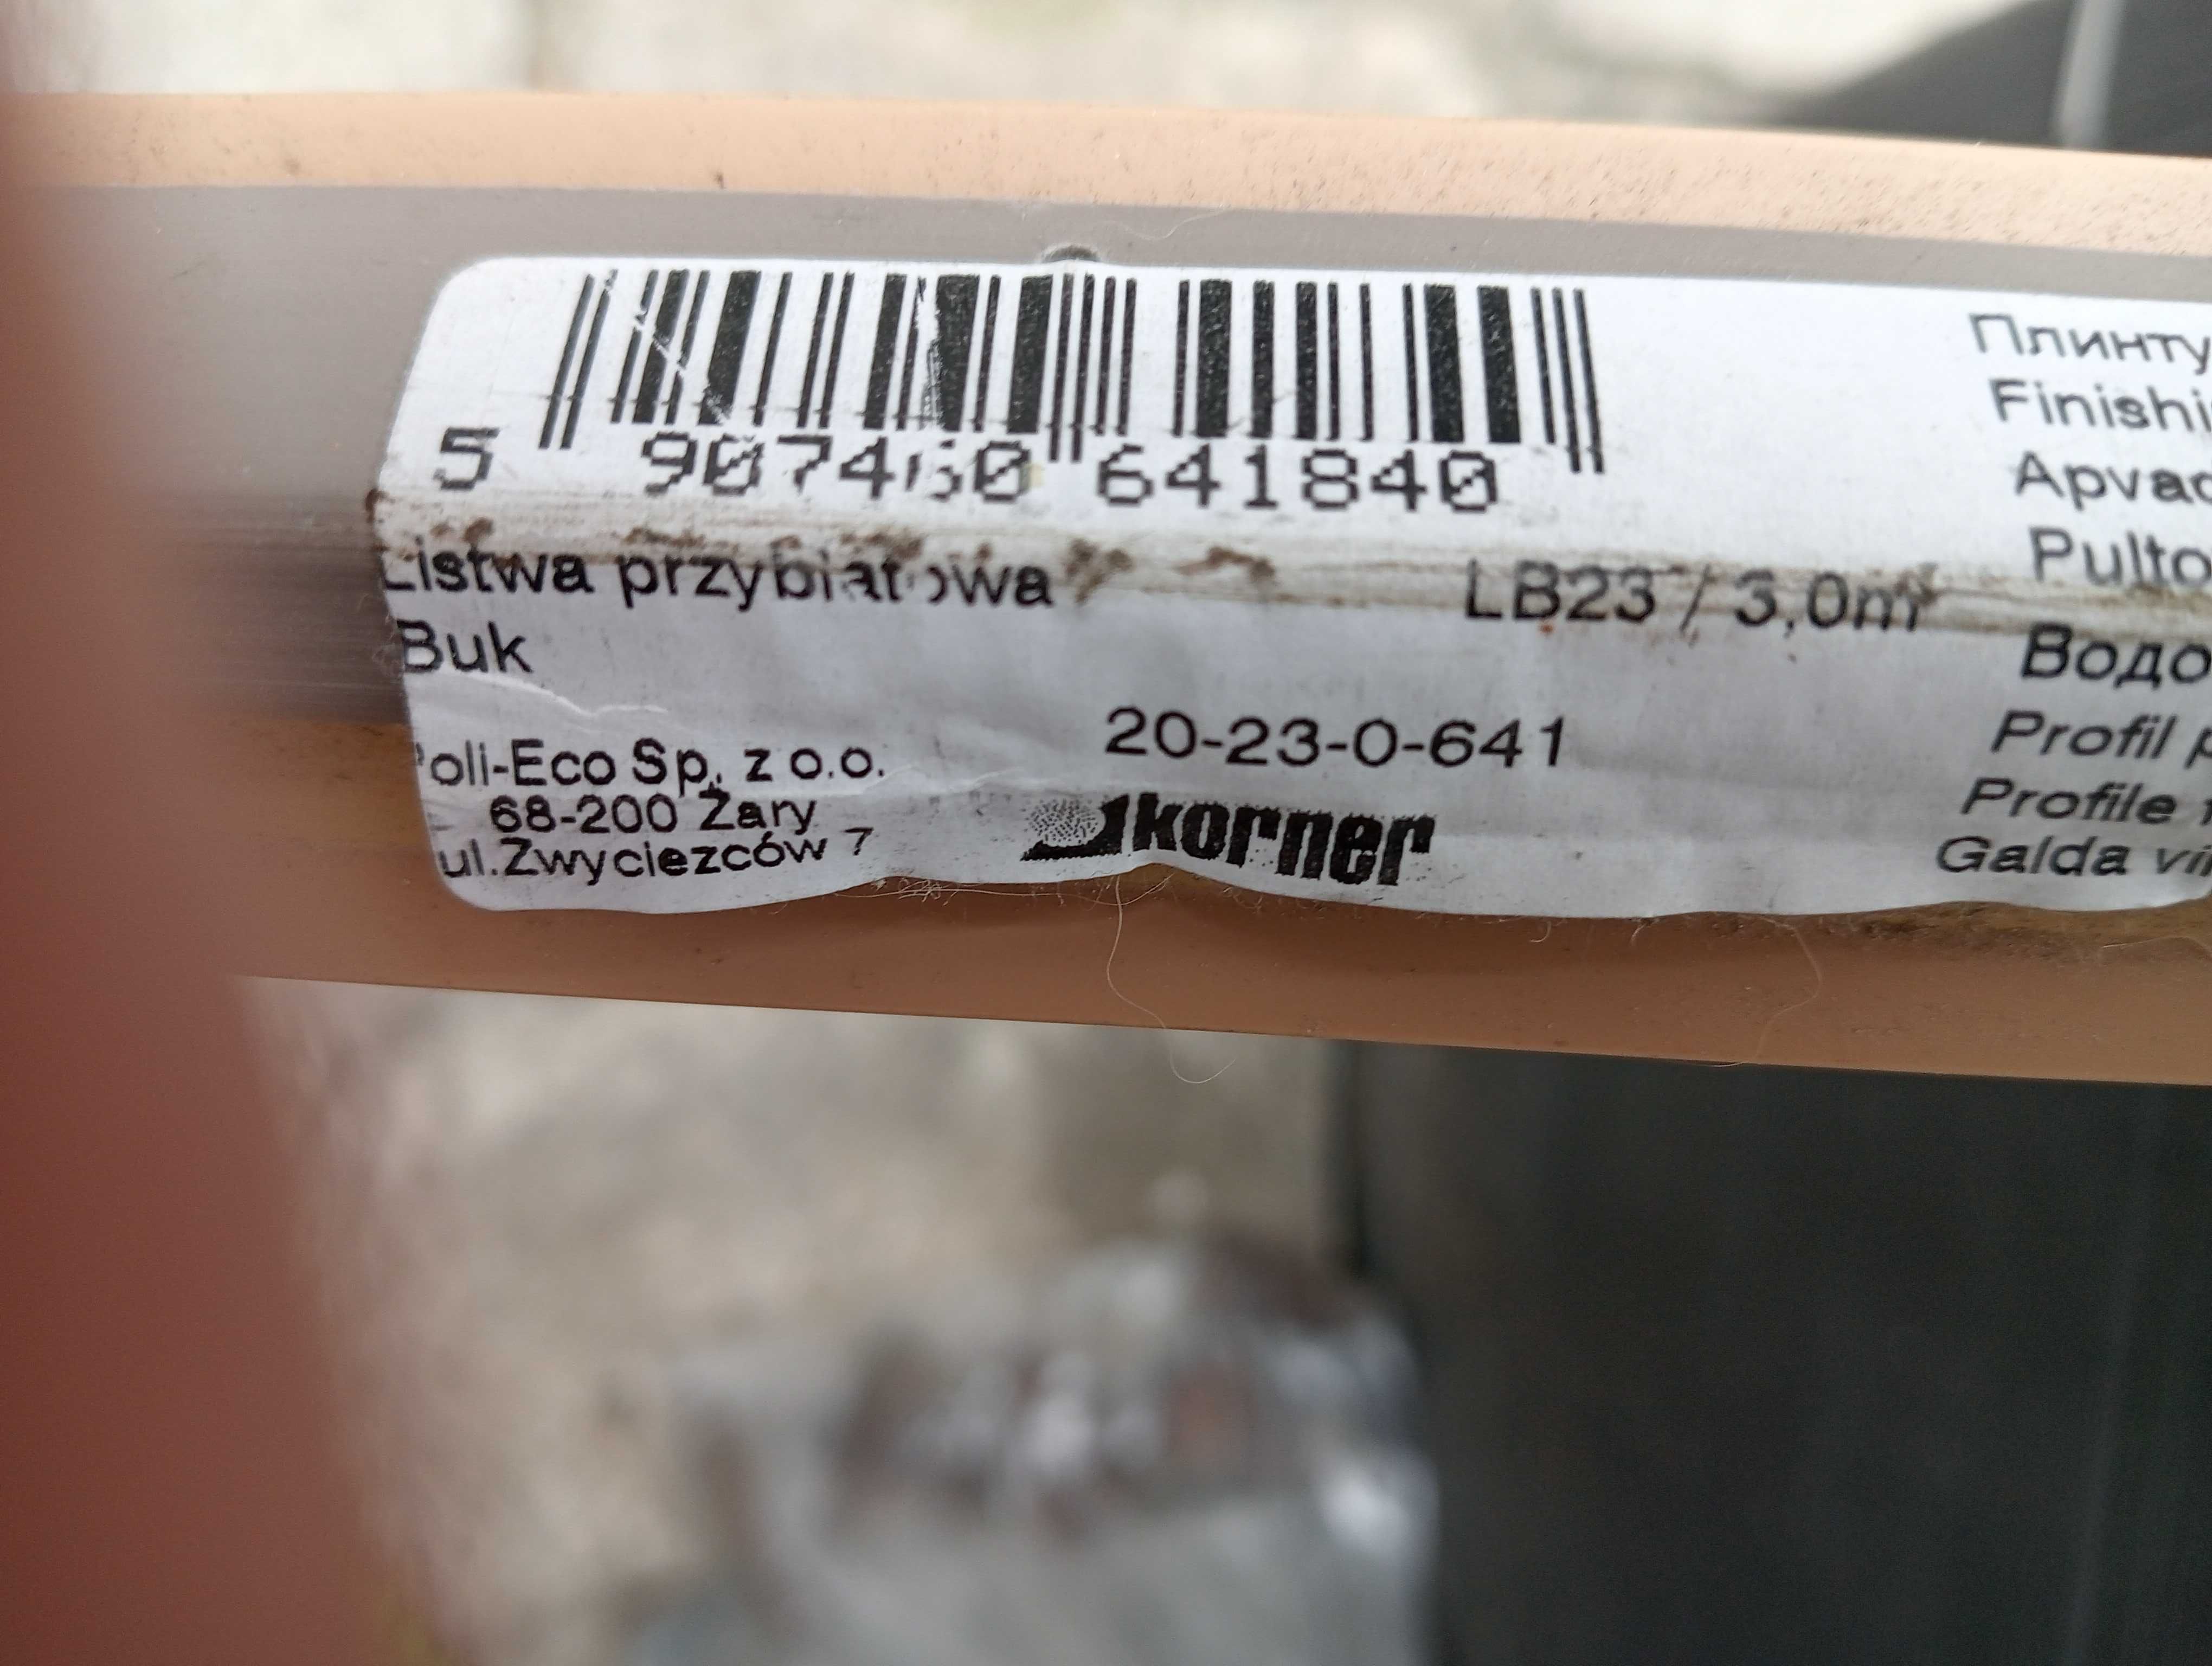 5 907460 641840
Listwa przyblatowa LB23 / 3,0m
Buk
Poli-Eco Sp. z o.o. 20-23-0-641
68-200 Żary
ul.Zwyciezców 7
korner
Плинту
Finishi
Apvad
Pulto
Водо
Profil p
Profile
Galda vi